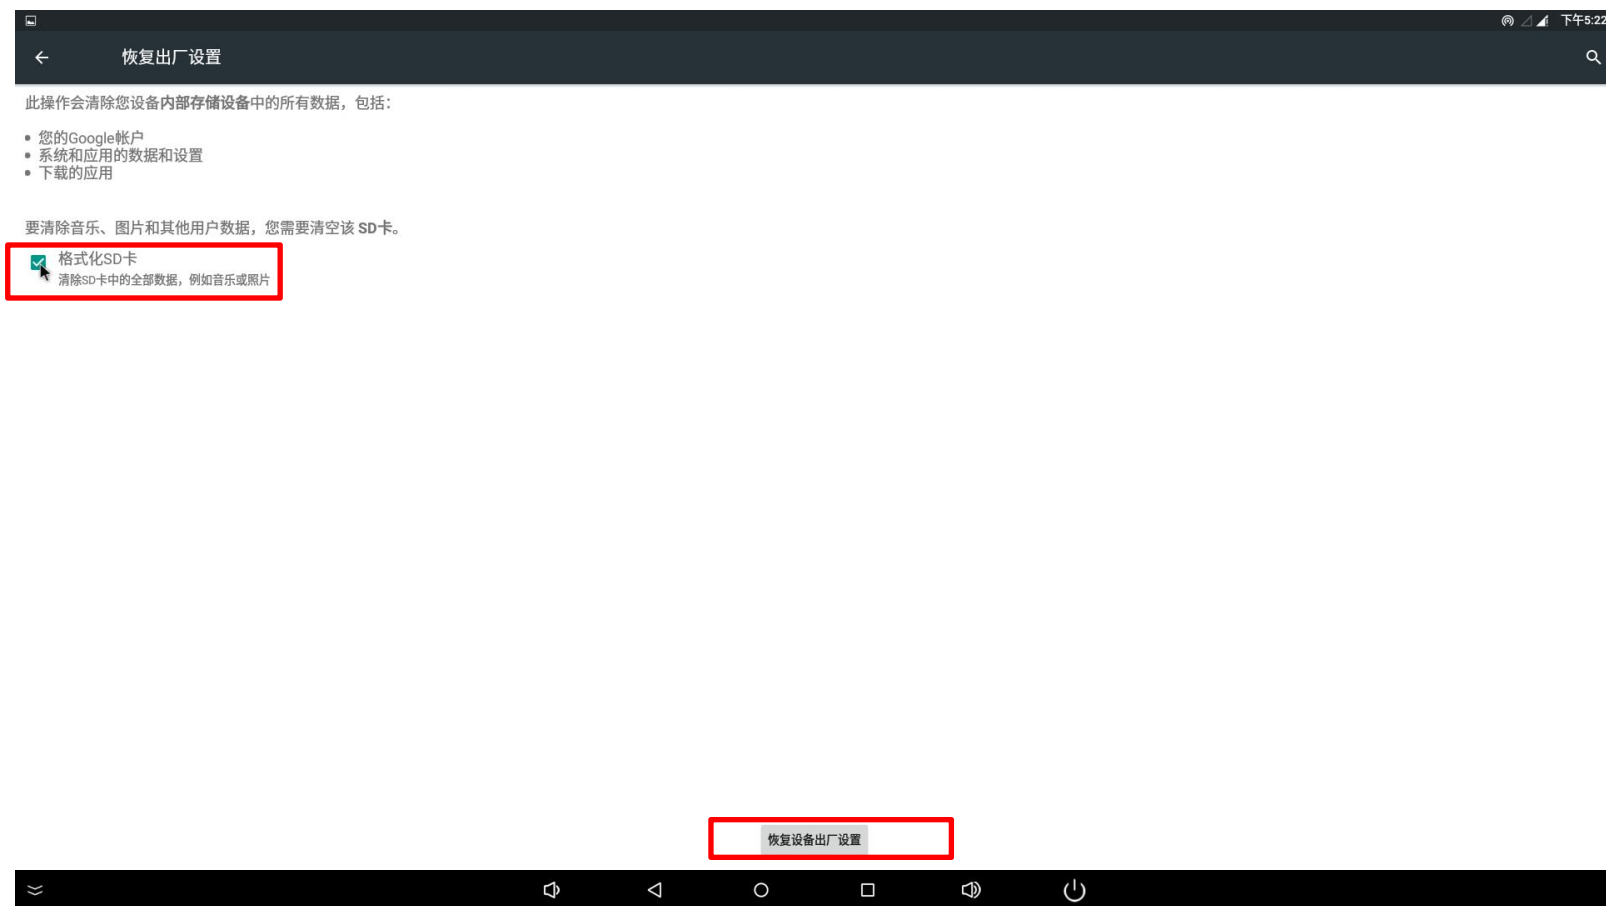 下午5:22
恢复出厂设置
此操作会清除您设备内部存储设备中的所有数据，包括：
• 您的Google帐户
• 系统和应用的数据和设置
• 下载的应用
要清除音乐、图片和其他用户数据，您需要清空该 SD卡。
格式化SD卡
清除SD卡中的全部数据，例如音乐或照片
恢复设备出厂设置